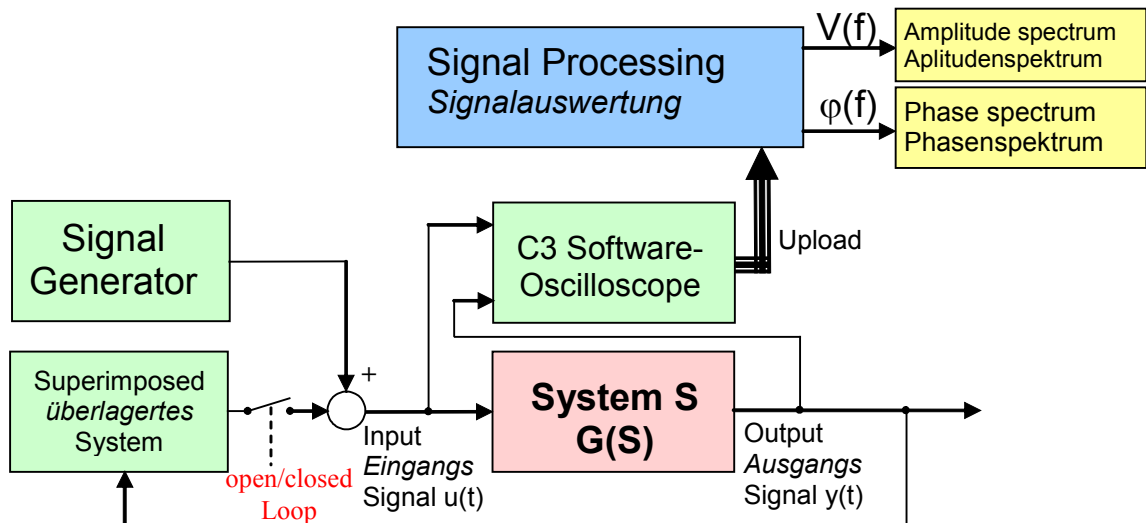 Signal Processing
Signalauswertung
V(f)
Amplitude spectrum
Aplitudenspektrum
φ(f)
Phase spectrum
Phasenspektrum
Signal
Generator
C3 Software-
Oscilloscope
Upload
Superimposed
überlagertes
System
+
open/closed
Loop
Input
Eingangs
Signal u(t)
System S
G(S)
Output
Ausgangs
Signal y(t)